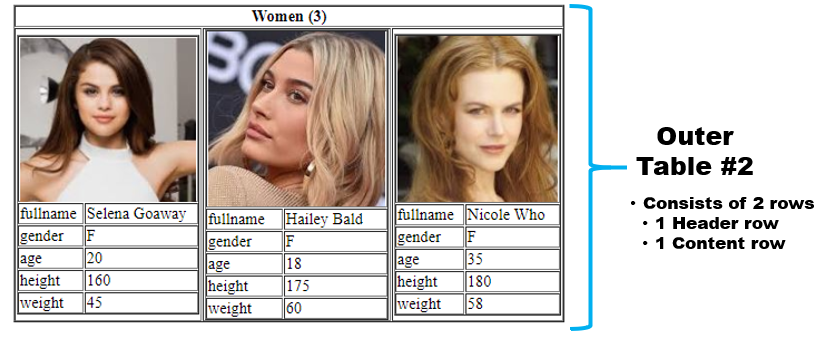 Women (3)
BC
fullname Selena Goaway
gender F
age 20
height 160
weight 45
fullname Hailey Bald
gender F
age 18
height 175
weight 60
fullname Nicole Who
gender F
age 35
height 180
weight 58
Outer
Table #2
• Consists of 2 rows
• 1 Header row
• 1 Content row